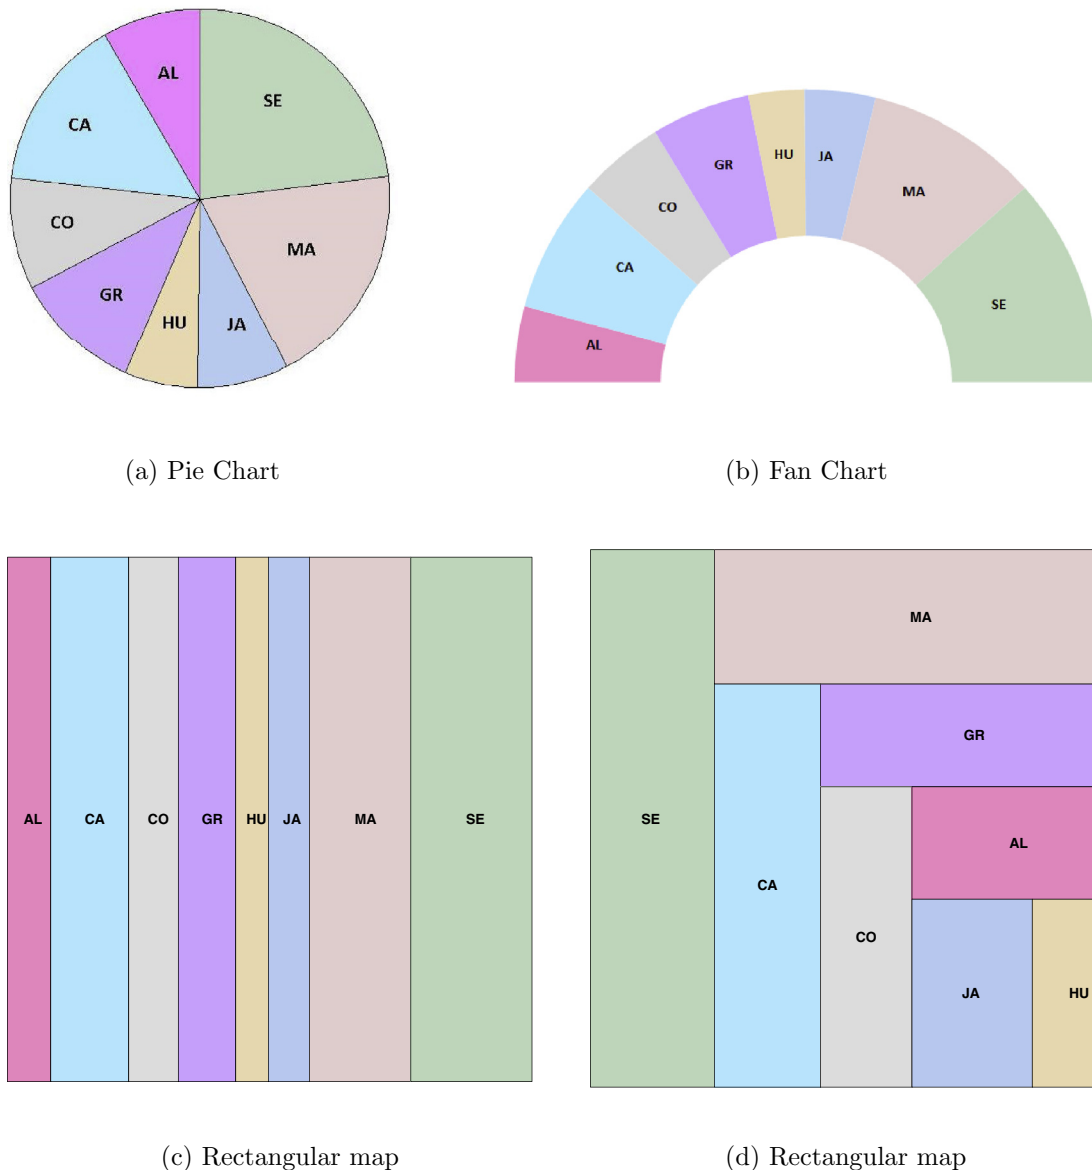 AL
SE
CA
CO
MA
GR
HU
JA
(a) Pie Chart
HU
JA
GR
MA
CO
CA
SE
AL
(b) Fan Chart
AL CA CO GR HU JA MA SE
(c) Rectangular map
MA
GR
SE
AL
CA
CO
JA
HU
(d) Rectangular map